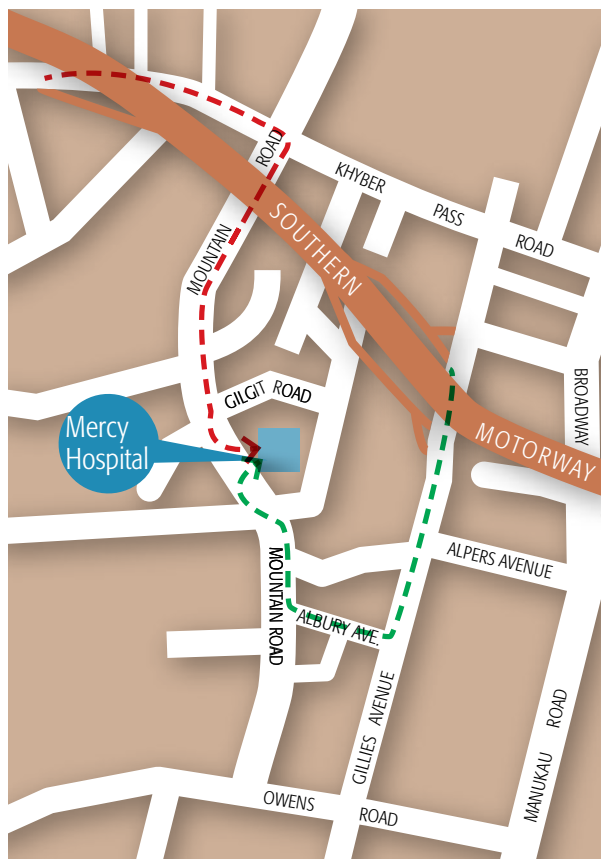 KHYBER PASS ROAD
MOUNTAIN ROAD
SOUTHERN MOTORWAY
BROADWAY
GILGIT ROAD
Mercy
Hospital
ALPERS AVENUE
MOUNTAIN ROAD
ALBURY AVE.
GILLIES AVENUE
MANUKAU ROAD
OWENS ROAD